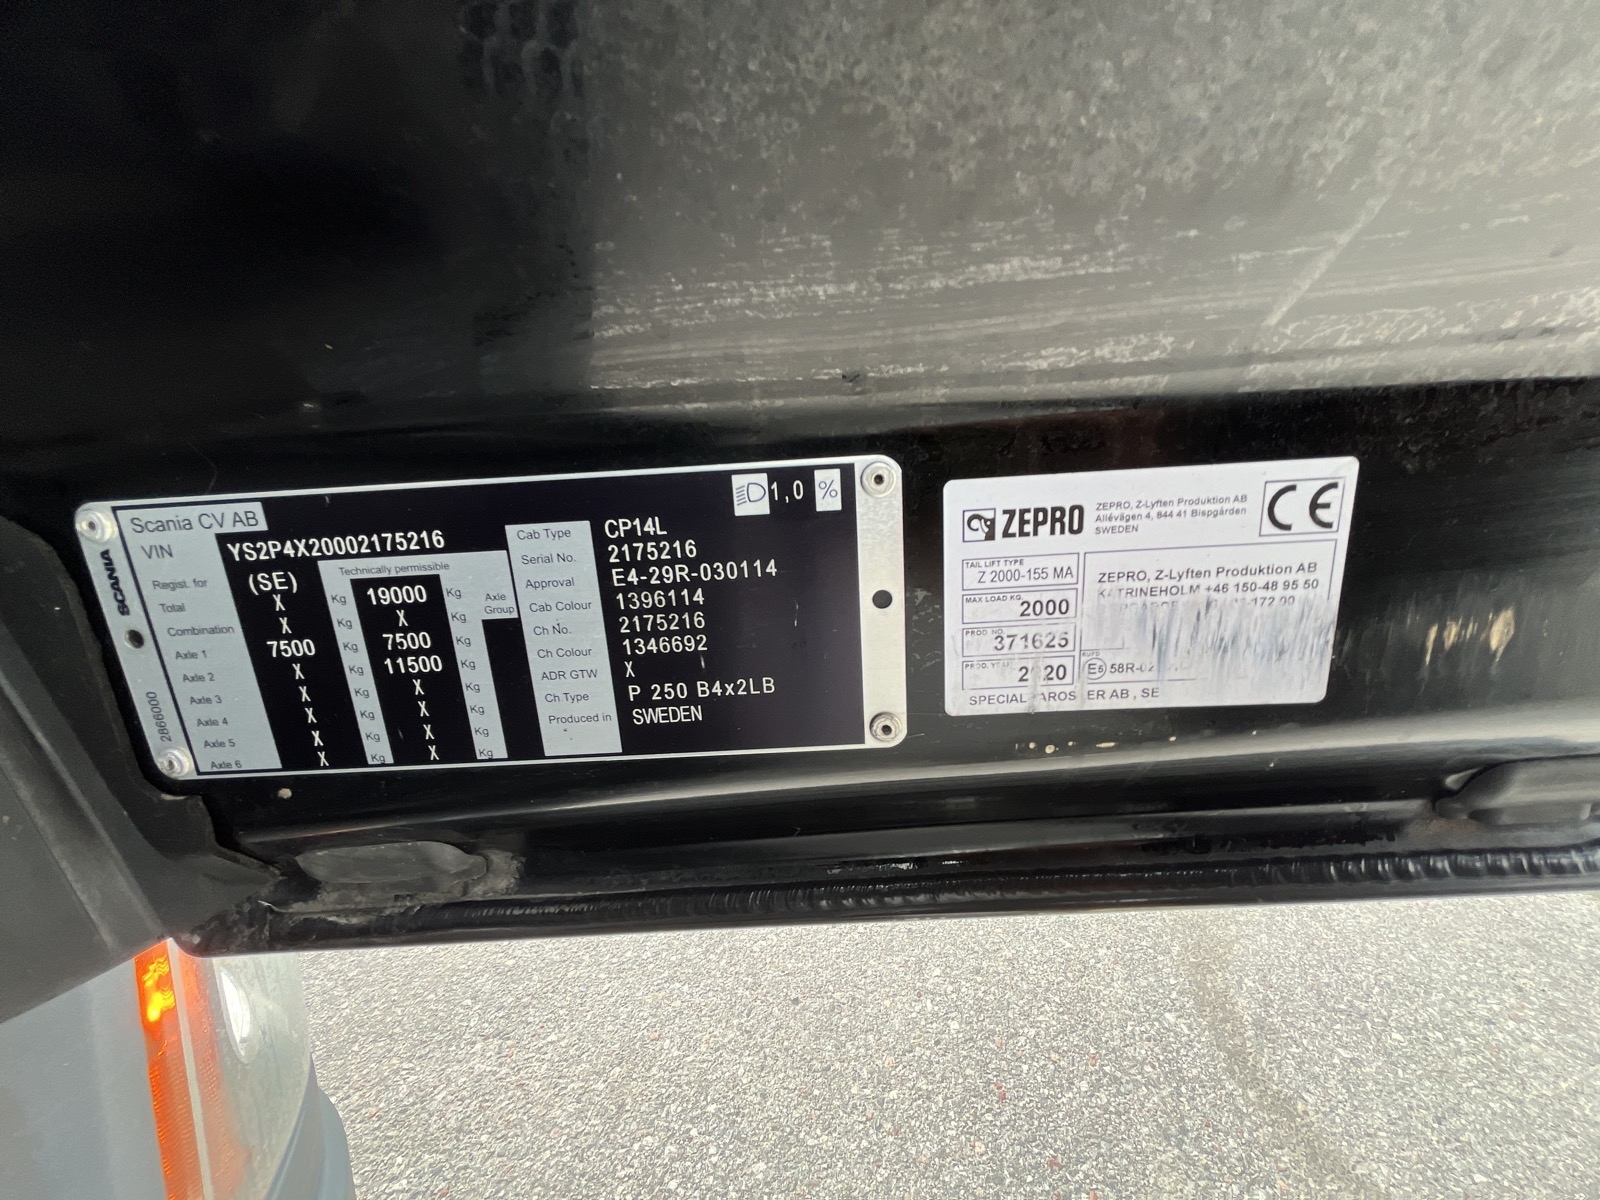 Scania CV AB
VIN YS2P4X20002175216
Regist. for (SE) Technically permissible
Total X Kg 19000 Kg Axle Group
Combination X Kg X Kg
Axle 1 7500 Kg 7500 Kg
Axle 2 X Kg 11500 Kg
Axle 3 X Kg X Kg
Axle 4 X Kg X Kg
Axle 5 X Kg X Kg
Axle 6 X Kg X Kg
SCANIA
2866000
1,0 %
Cab Type CP14L
Serial No. 2175216
Approval E4-29R-030114
Cab Colour 1396114
Ch No. 2175216
Ch Colour 1346692
ADR GTW X
Ch Type P 250 B4x2LB
Produced in SWEDEN
ZEPRO
ZEPRO, Z-Lyften Produktion AB
Allévägen 4, 844 41 Bispgården
SWEDEN
CE
TAIL LIFT TYPE
Z 2000-155 MA
MAX LOAD KG.
2000
PROD NO.
371625
PROD.
20
ZEPRO, Z-Lyften Produktion AB
KATRINEHOLM +46 150-48 95 50
RUPD
E5 58R-02
SPECIAL ER AB, SE